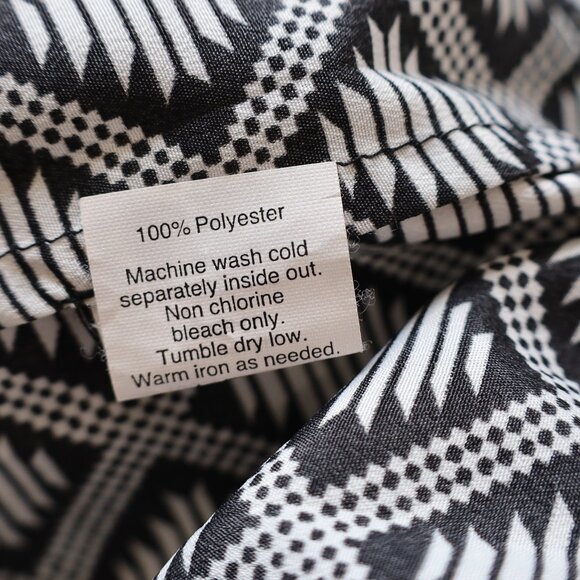 100% Polyester
Machine wash cold
separately inside out.
Non chlorine
bleach only.
Tumble dry low.
Warm iron as needed.